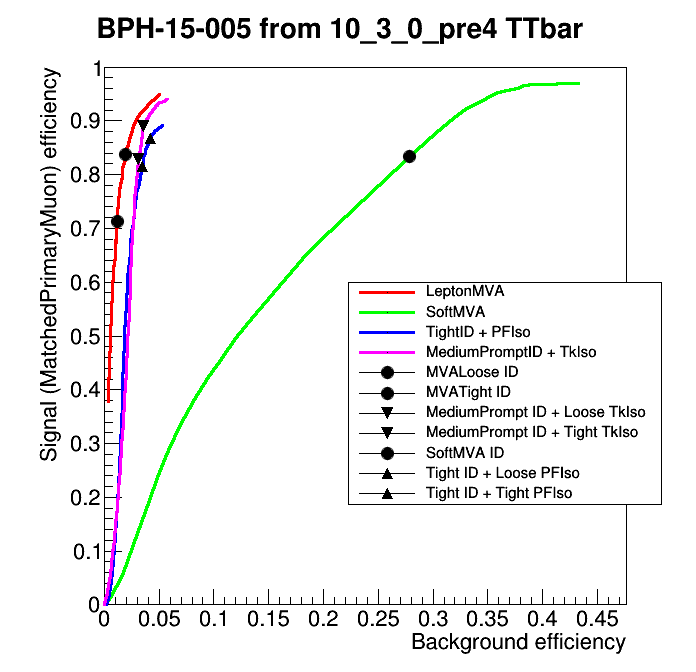 BPH-15-005 from 10_3_0_pre4 TTbar
Signal (MatchedPrimaryMuon) efficiency
1
0.9
0.8
0.7
0.6
0.5
0.4
0.3
0.2
0.1
0
LeptonMVA
SoftMVA
TightID + PFIso
MediumPromptID + TkIso
MVALoose ID
MVATight ID
MediumPrompt ID + Loose TkIso
MediumPrompt ID + Tight TkIso
SoftMVA ID
Tight ID + Loose PFIso
Tight ID + Tight PFIso
0 0.05 0.1 0.15 0.2 0.25 0.3 0.35 0.4 0.45
Background efficiency